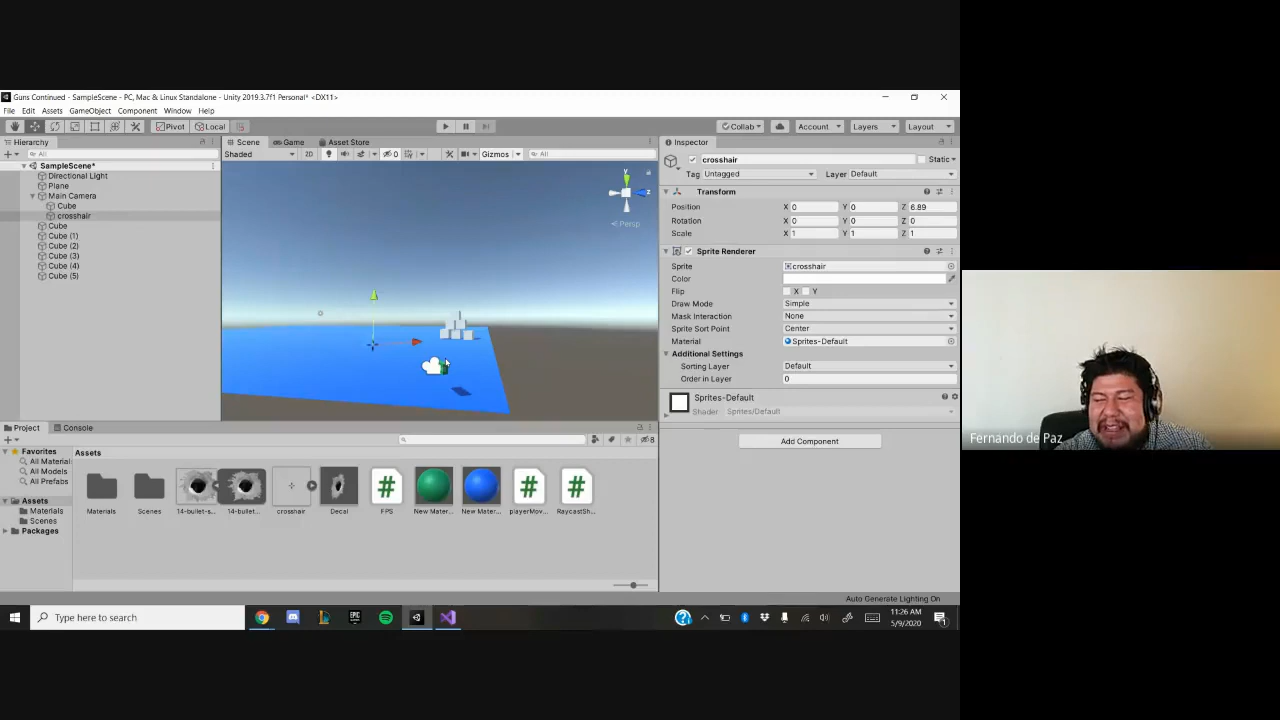 Guns Continued - SampleScene - PC, Mac & Linux Standalone - Unity 2019.3.7f1 Personal* <DX11>
File Edit Assets GameObject Component Window Help
Pivot Local Collab Account Layers Layout
Hierarchy
All
SampleScene*
Directional Light
Plane
Main Camera
Cube
crosshair
Cube
Cube (1)
Cube (2)
Cube (3)
Cube (4)
Cube (5)
Scene Game Asset Store
Shaded 2D 0 Gizmos All
y
z
Persp
Inspector
crosshair Static
Tag Untagged Layer Default
Transform
Position X 0 Y 0 Z 6.89
Rotation X 0 Y 0 Z 0
Scale X 1 Y 1 Z 1
Sprite Renderer
Sprite crosshair
Color
Flip X Y
Draw Mode Simple
Mask Interaction None
Sprite Sort Point Center
Material Sprites-Default
Additional Settings
Sorting Layer Default
Order in Layer 0
Sprites-Default
Shader Sprites/Default
Add Component
Auto Generate Lighting On
Project Console
8
Favorites
All Material
All Models
All Prefabs
Assets
Materials
Scenes
Packages
Assets
Materials Scenes 14-bullet-s... 14-bullet... crosshair Decal FPS New Mater... New Mater... playerMov... RaycastSh...
Type here to search
EPIC
11:26 AM
5/9/2020
1
Fernando de Paz